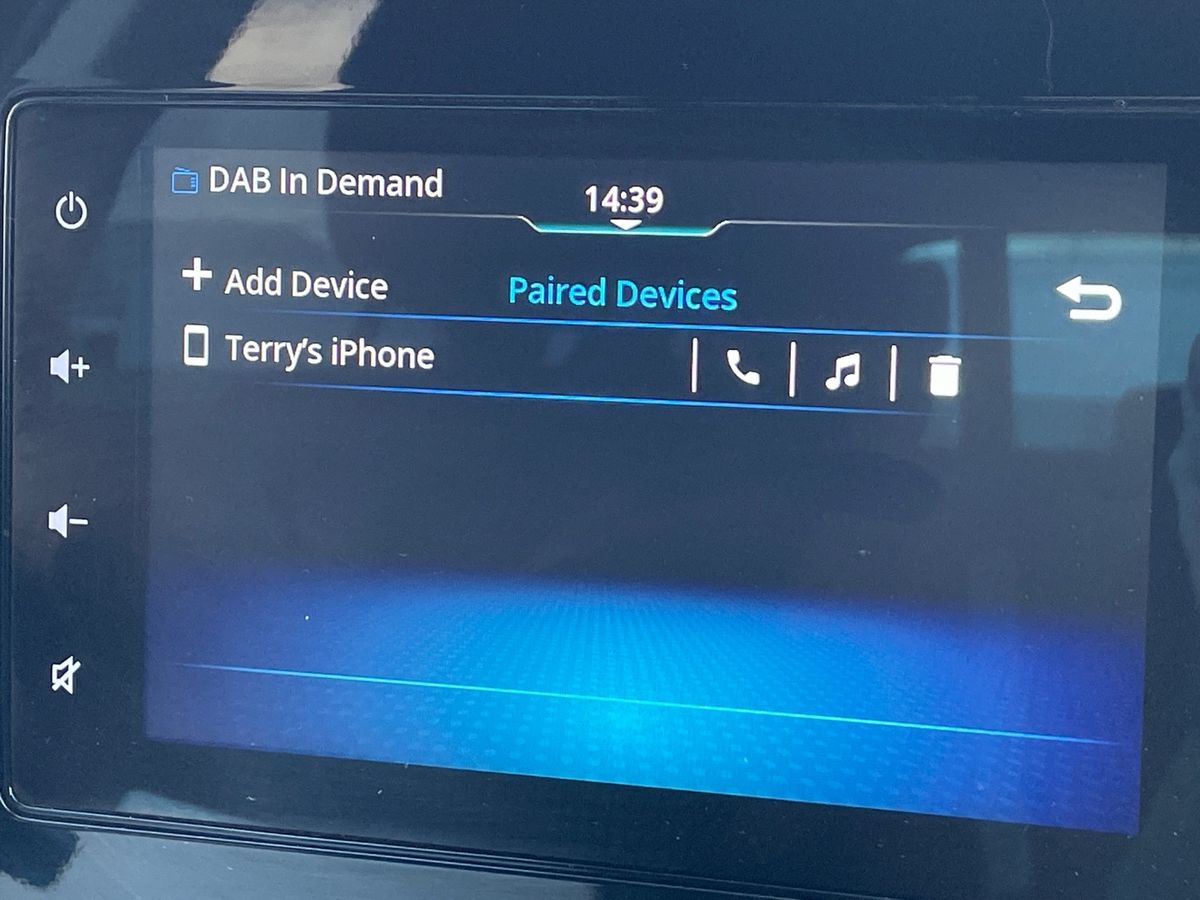 DAB In Demand
14:39
Add Device
Paired Devices
Terry's iPhone